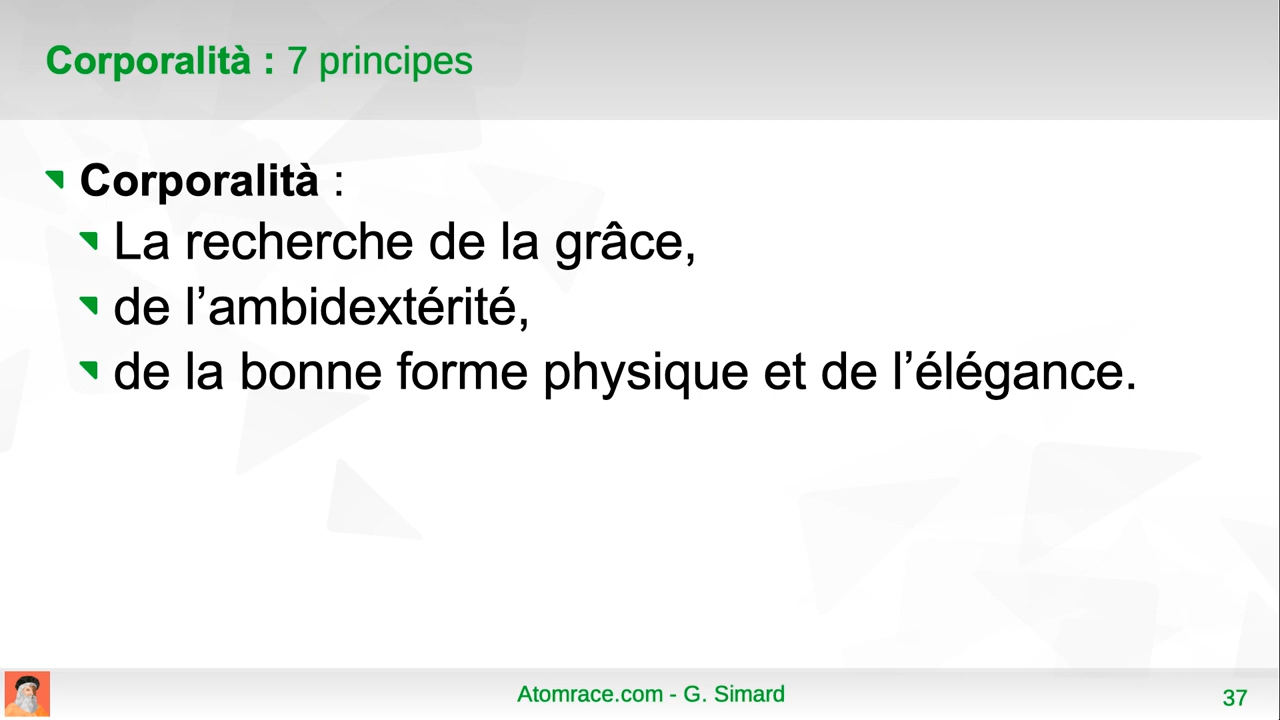 Corporalità : 7 principes
Corporalità :
La recherche de la grâce,
de l’ambidextérité,
de la bonne forme physique et de l’élégance.
Atomrace.com - G. Simard
37